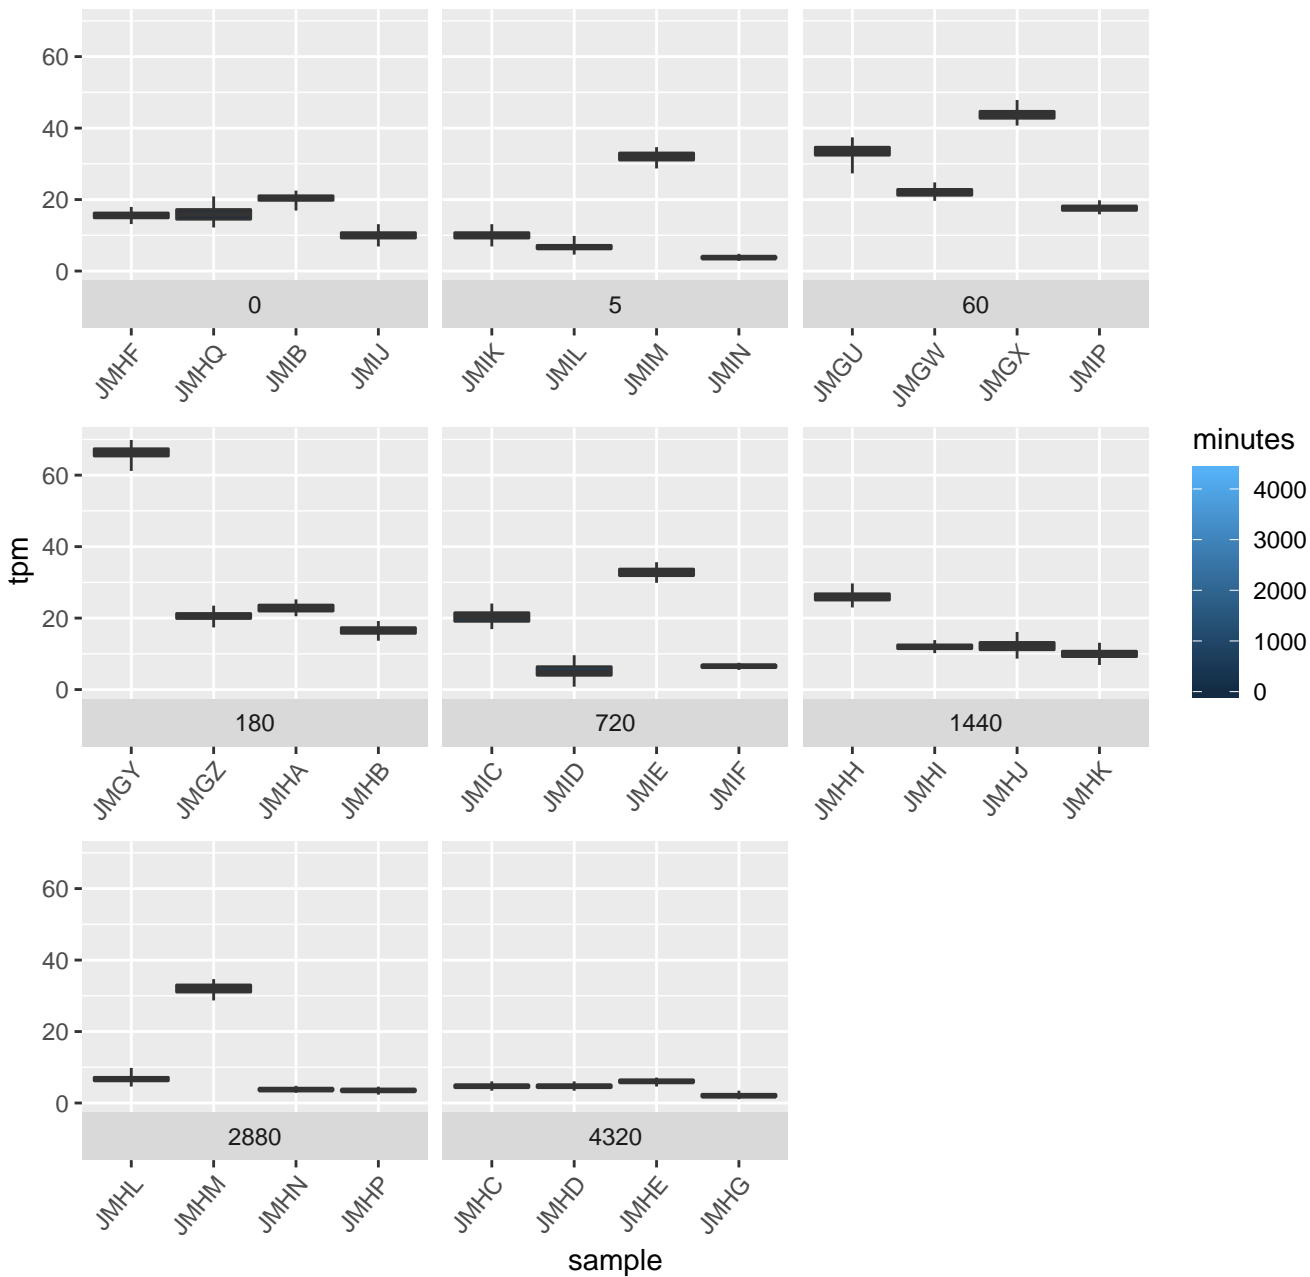 60
40
20
0
0
5
60
JMHF
JMHQ
JMIB
JMIJ
JMIK
JMIL
JMIM
JMIN
JMGU
JMGW
JMGX
JMIP
tpm
60
40
20
0
180
720
1440
JMGY
JMGZ
JMHA
JMHB
JMIC
JMID
JMIE
JMIF
JMHH
JMHI
JMHJ
JMHK
minutes
4000
3000
2000
1000
0
60
40
20
0
2880
4320
JMHL
JMHM
JMHN
JMHP
JMHC
JMHD
JMHE
JMHG
sample